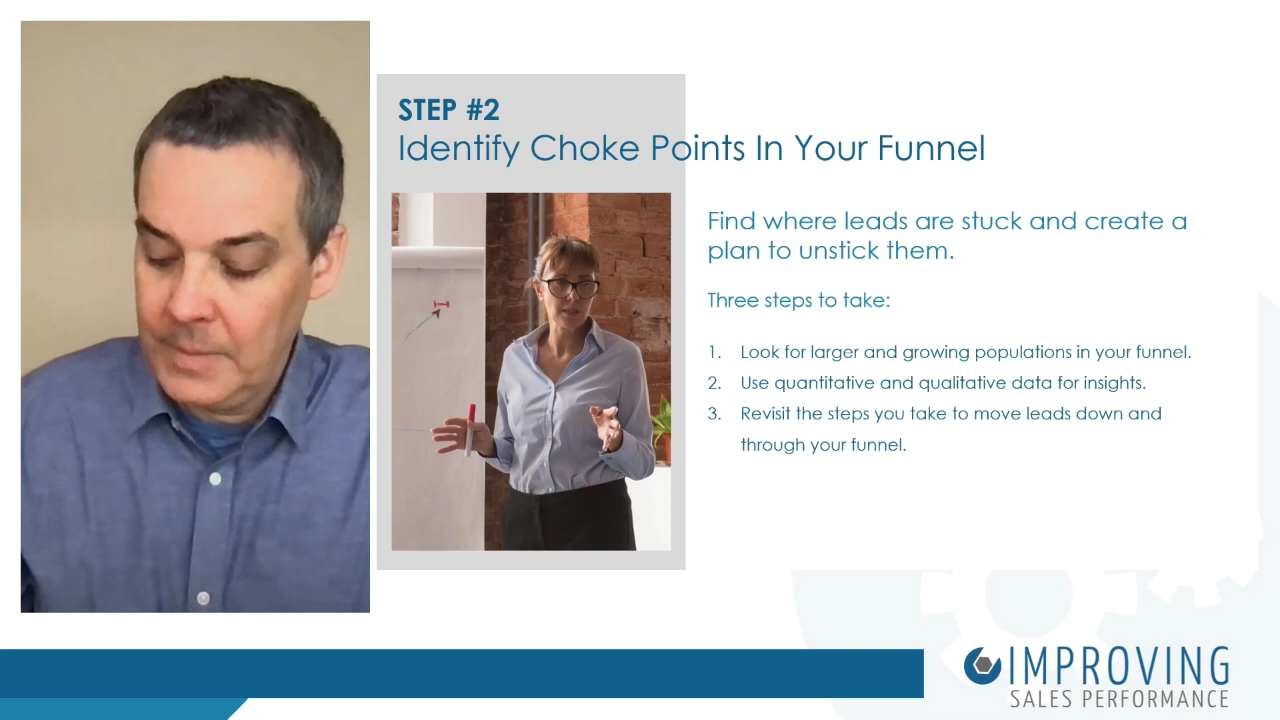 STEP #2
Identify Choke Points In Your Funnel
Find where leads are stuck and create a
plan to unstick them.
Three steps to take:
1. Look for larger and growing populations in your funnel.
2. Use quantitative and qualitative data for insights.
3. Revisit the steps you take to move leads down and
through your funnel.
IMPROVING
SALES PERFORMANCE